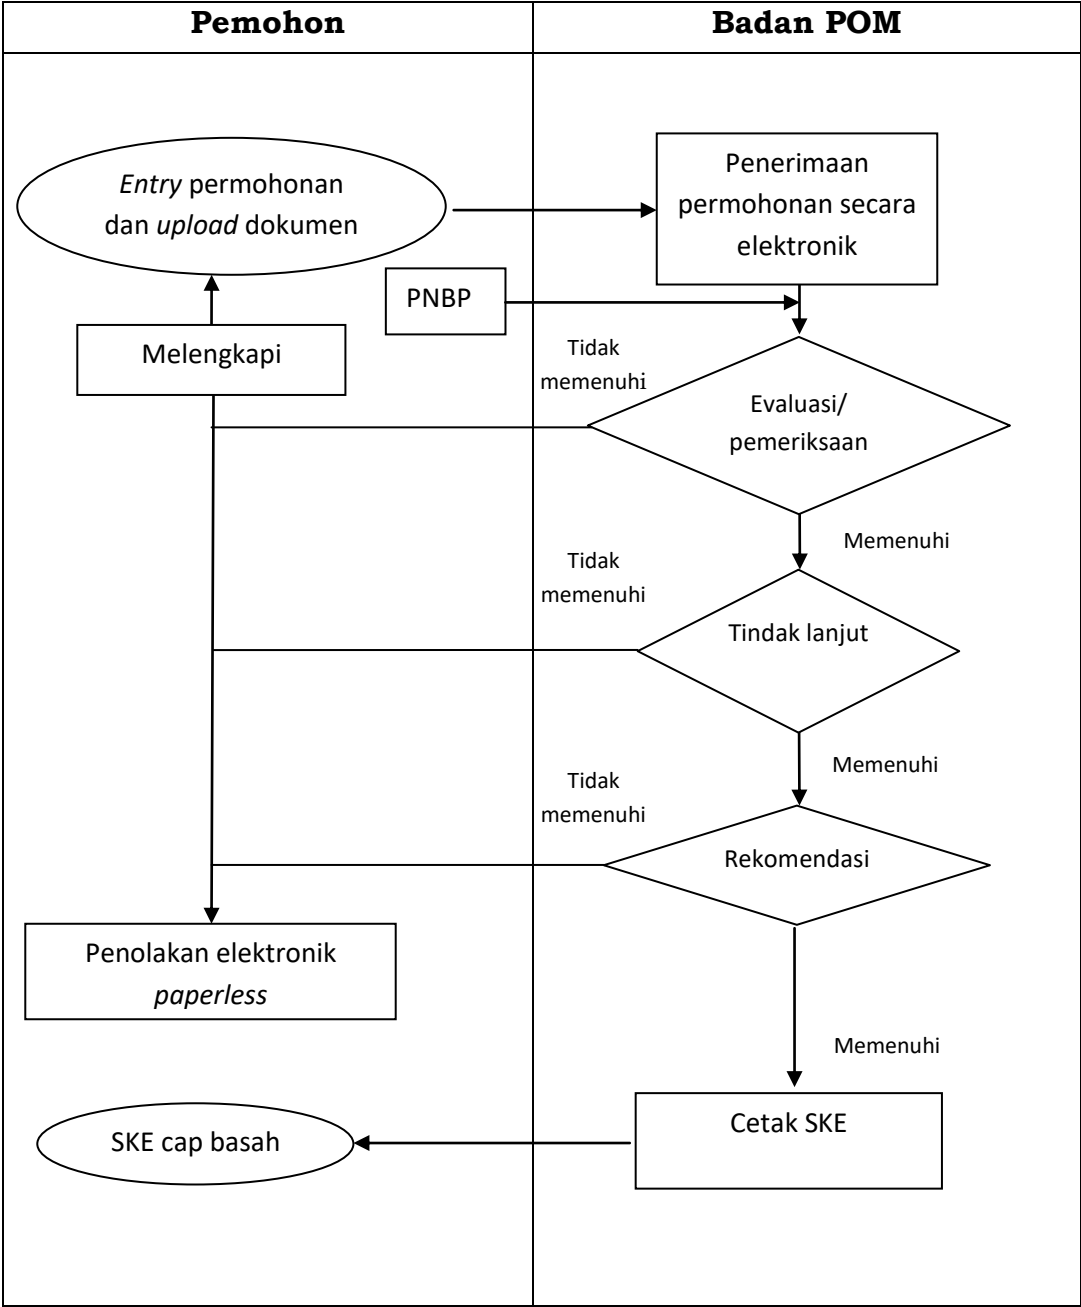 Pemohon
Badan POM
Entry permohonan
dan upload dokumen
Penerimaan
permohonan secara
elektronik
PNBP
Melengkapi
Tidak
memenuhi
Evaluasi/
pemeriksaan
Memenuhi
Tidak
memenuhi
Tindak lanjut
Memenuhi
Tidak
memenuhi
Rekomendasi
Penolakan elektronik
paperless
Memenuhi
Cetak SKE
SKE cap basah